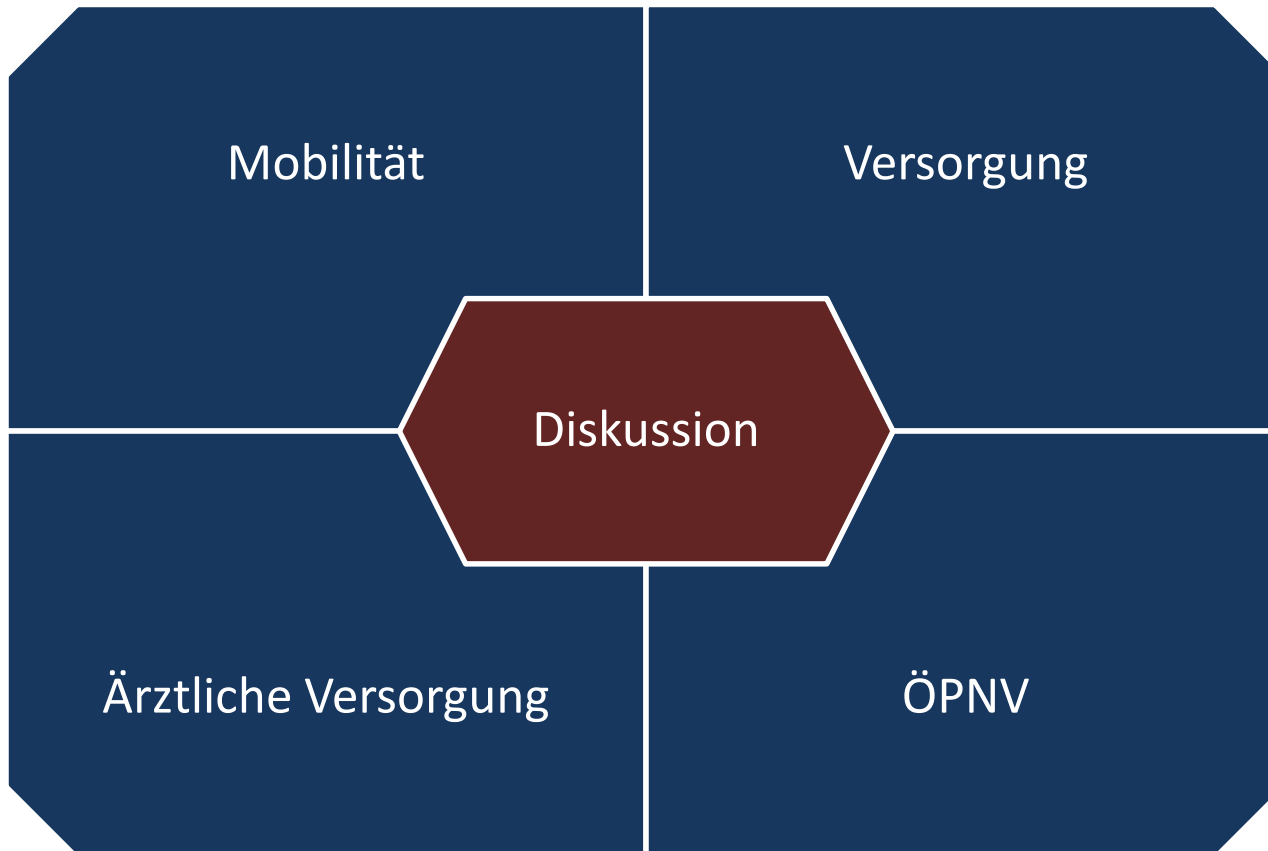 Mobilität
Versorgung
Diskussion
Ärztliche Versorgung
ÖPNV